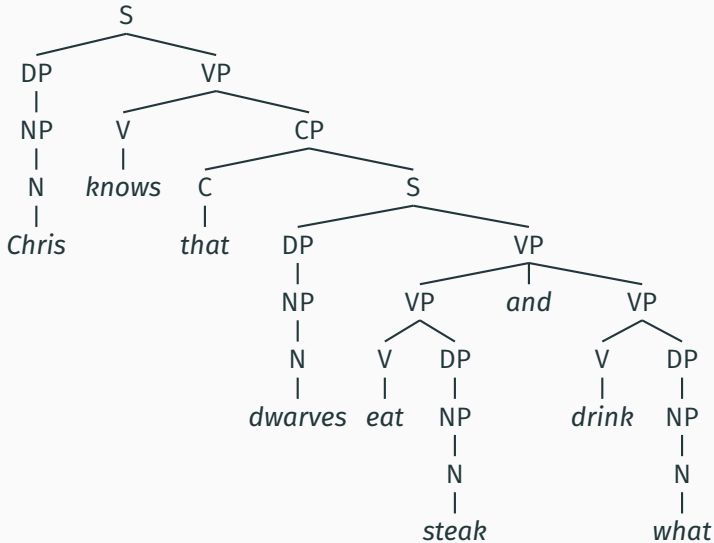 S
DP VP
NP V CP
N knows C S
Chris that DP VP
NP VP and VP
N V DP V DP
dwarves eat NP drink NP
N N
steak what